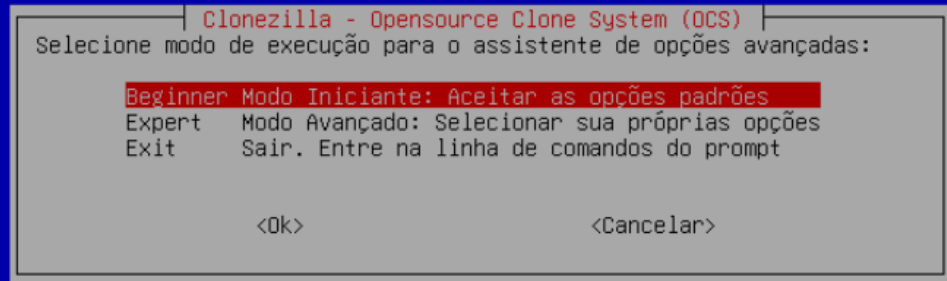 Clonezilla - Opensource Clone System (OCS)
Selecione modo de execução para o assistente de opções avançadas:
Beginner Modo Iniciante: Aceitar as opções padrões
Expert Modo Avançado: Selecionar sua próprias opções
Exit Sair. Entre na linha de comandos do prompt
<Ok> <Cancelar>